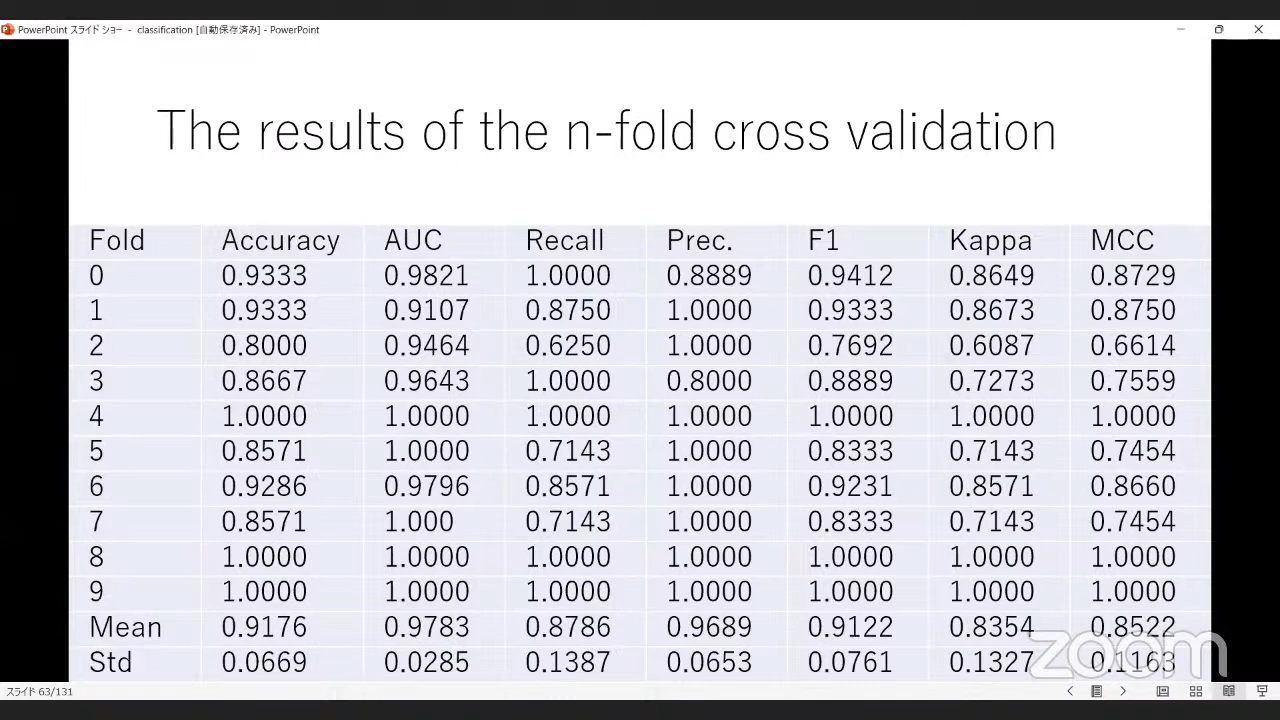 PowerPoint スライド ショー - classification [自動保存済み] - PowerPoint
The results of the n-fold cross validation
Fold Accuracy AUC Recall Prec. F1 Kappa MCC
0 0.9333 0.9821 1.0000 0.8889 0.9412 0.8649 0.8729
1 0.9333 0.9107 0.8750 1.0000 0.9333 0.8673 0.8750
2 0.8000 0.9464 0.6250 1.0000 0.7692 0.6087 0.6614
3 0.8667 0.9643 1.0000 0.8000 0.8889 0.7273 0.7559
4 1.0000 1.0000 1.0000 1.0000 1.0000 1.0000 1.0000
5 0.8571 1.0000 0.7143 1.0000 0.8333 0.7143 0.7454
6 0.9286 0.9796 0.8571 1.0000 0.9231 0.8571 0.8660
7 0.8571 1.000 0.7143 1.0000 0.8333 0.7143 0.7454
8 1.0000 1.0000 1.0000 1.0000 1.0000 1.0000 1.0000
9 1.0000 1.0000 1.0000 1.0000 1.0000 1.0000 1.0000
Mean 0.9176 0.9783 0.8786 0.9689 0.9122 0.8354 0.8522
Std 0.0669 0.0285 0.1387 0.0653 0.0761 0.1327 0.1163
zoom
スライド 63/131